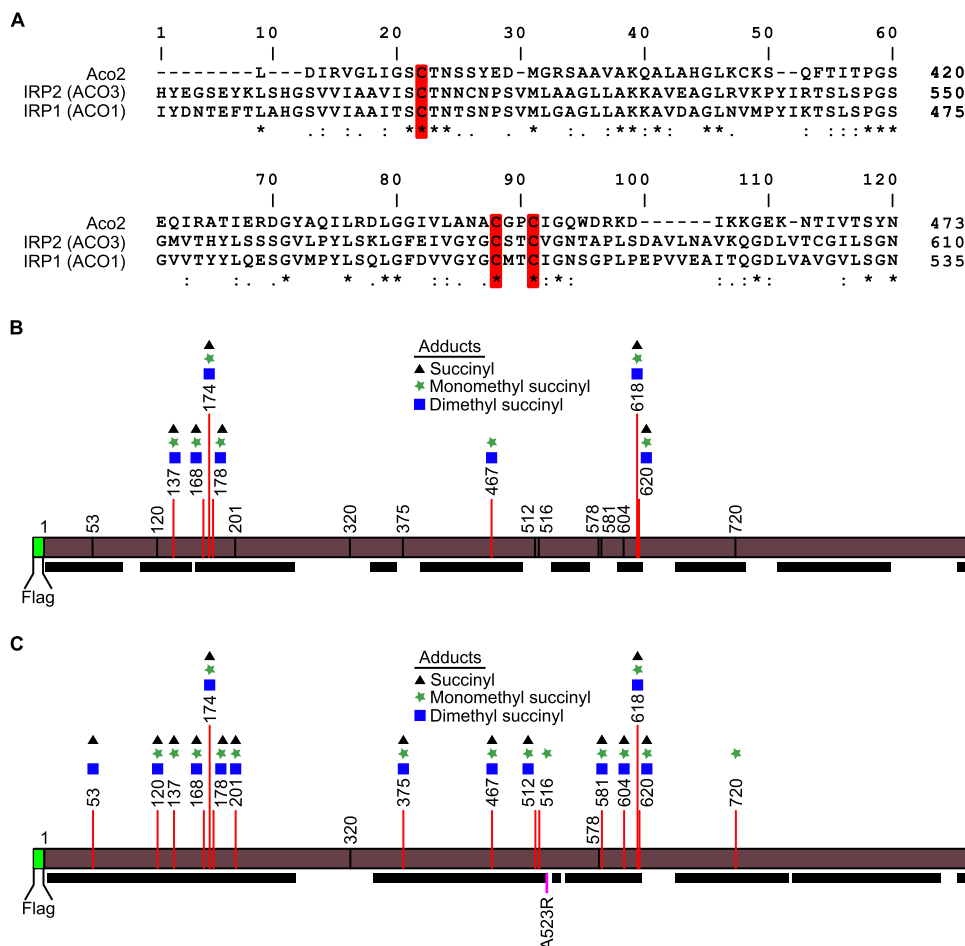 A
1 10 20 30 40 50 60
Aco2 --------L---DIRVGLIGSCTNSSYED-MGRSAAVAKQALAHGLKCKS--QFTITPGS 420
IRP2 (ACO3) HYEGSEYKLSHGSVVIAAVISCTNNCNPSVMLAAGLLAKKAVEAGLRVKPYIRTSLSPGS 550
IRP1 (ACO1) IYDNTEFTLAHGSVVIAAITSCTNTSNPSVMLGAGLLAKKAVDAGLNVMPYIKTSLSPGS 475
* .: : . **** * : ** * ** : .::***
70 80 90 100 110 120
Aco2 EQIRATIERDGYAQILRDLGGIVLANACGPCIGQWDRKD------IKKGEK-NTIVTSYN 473
IRP2 (ACO3) GMVTHYLSSSGVLPYLSKLGFEIVGYGCSTCVGNTAPLSDAVLNAVKQGDLVTCGILSGN 610
IRP1 (ACO1) GVVTYYLQESGVMPYLSQLGFDVVGYGCMTCIGNSGPLPEPVVEAITQGDLVAVGVLSGN 535
: . * * .** .: .* *:*: :.:*: . : * *
B
Adducts
Succinyl
Monomethyl succinyl
Dimethyl succinyl
174 618
137 168 178 467 620
1 53 120 201 320 375 512 516 578 581 604 720
Flag
C
Adducts
Succinyl
Monomethyl succinyl
Dimethyl succinyl
174 618
53 120 137 168 178 201 375 467 512 516 581 604 620 720
1 320 578
Flag
A523R